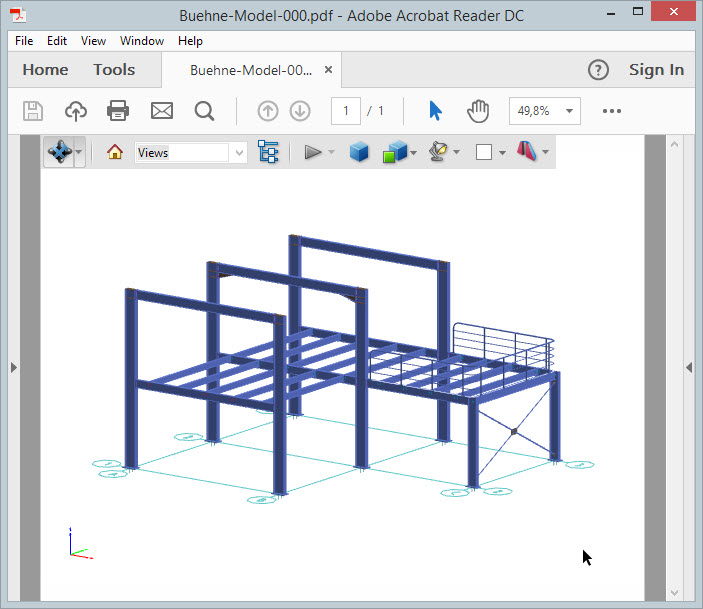 Buehne-Model-000.pdf - Adobe Acrobat Reader DC
File Edit View Window Help
Home Tools Buehne-Model-00... × ? Sign In
1 / 1 49,8%
Views